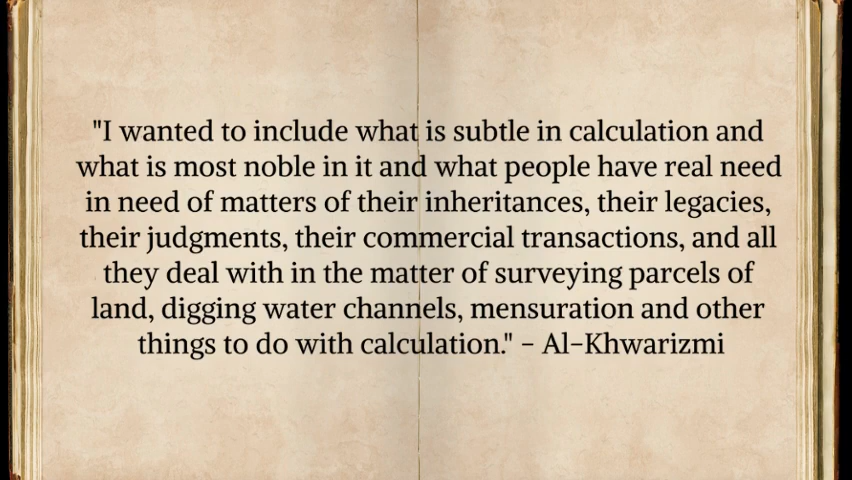 "I wanted to include what is subtle in calculation and
what is most noble in it and what people have real need
in need of matters of their inheritances, their legacies,
their judgments, their commercial transactions, and all
they deal with in the matter of surveying parcels of
land, digging water channels, mensuration and other
things to do with calculation." - Al-Khwarizmi